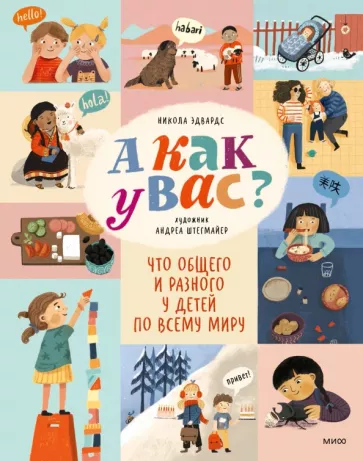 hello!
habari
НИКОЛА ЭДВАРДС
hola!
А как
у вас?
ХУДОЖНИК
АНДРЕА ШТЕГМАЙЕР
ЧТО ОБЩЕГО
И РАЗНОГО
У ДЕТЕЙ
ПО ВСЕМУ МИРУ
привет!
МИФ